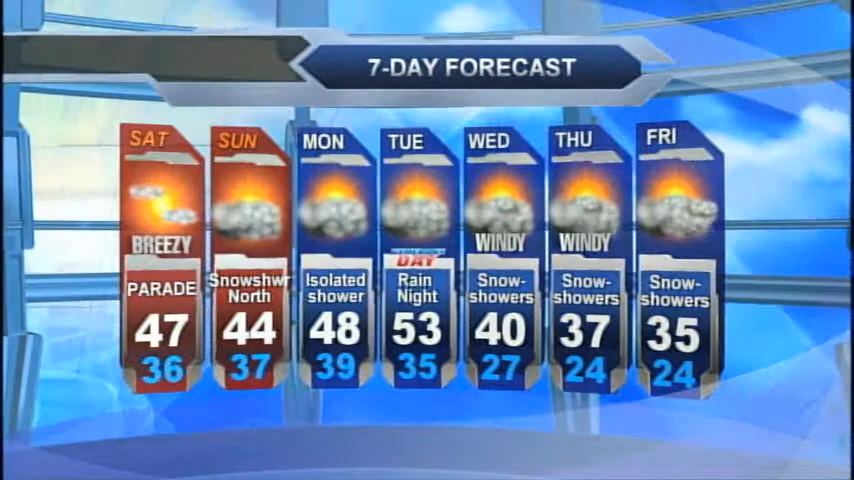 7-DAY FORECAST
SAT
SUN
MON
TUE
WED
THU
FRI
BREEZY
WINDY
WINDY
DAY
PARADE
Snowshwr
North
Isolated
shower
Rain
Night
Snow-
showers
Snow-
showers
Snow-
showers
47
44
48
53
40
37
35
36
37
39
35
27
24
24